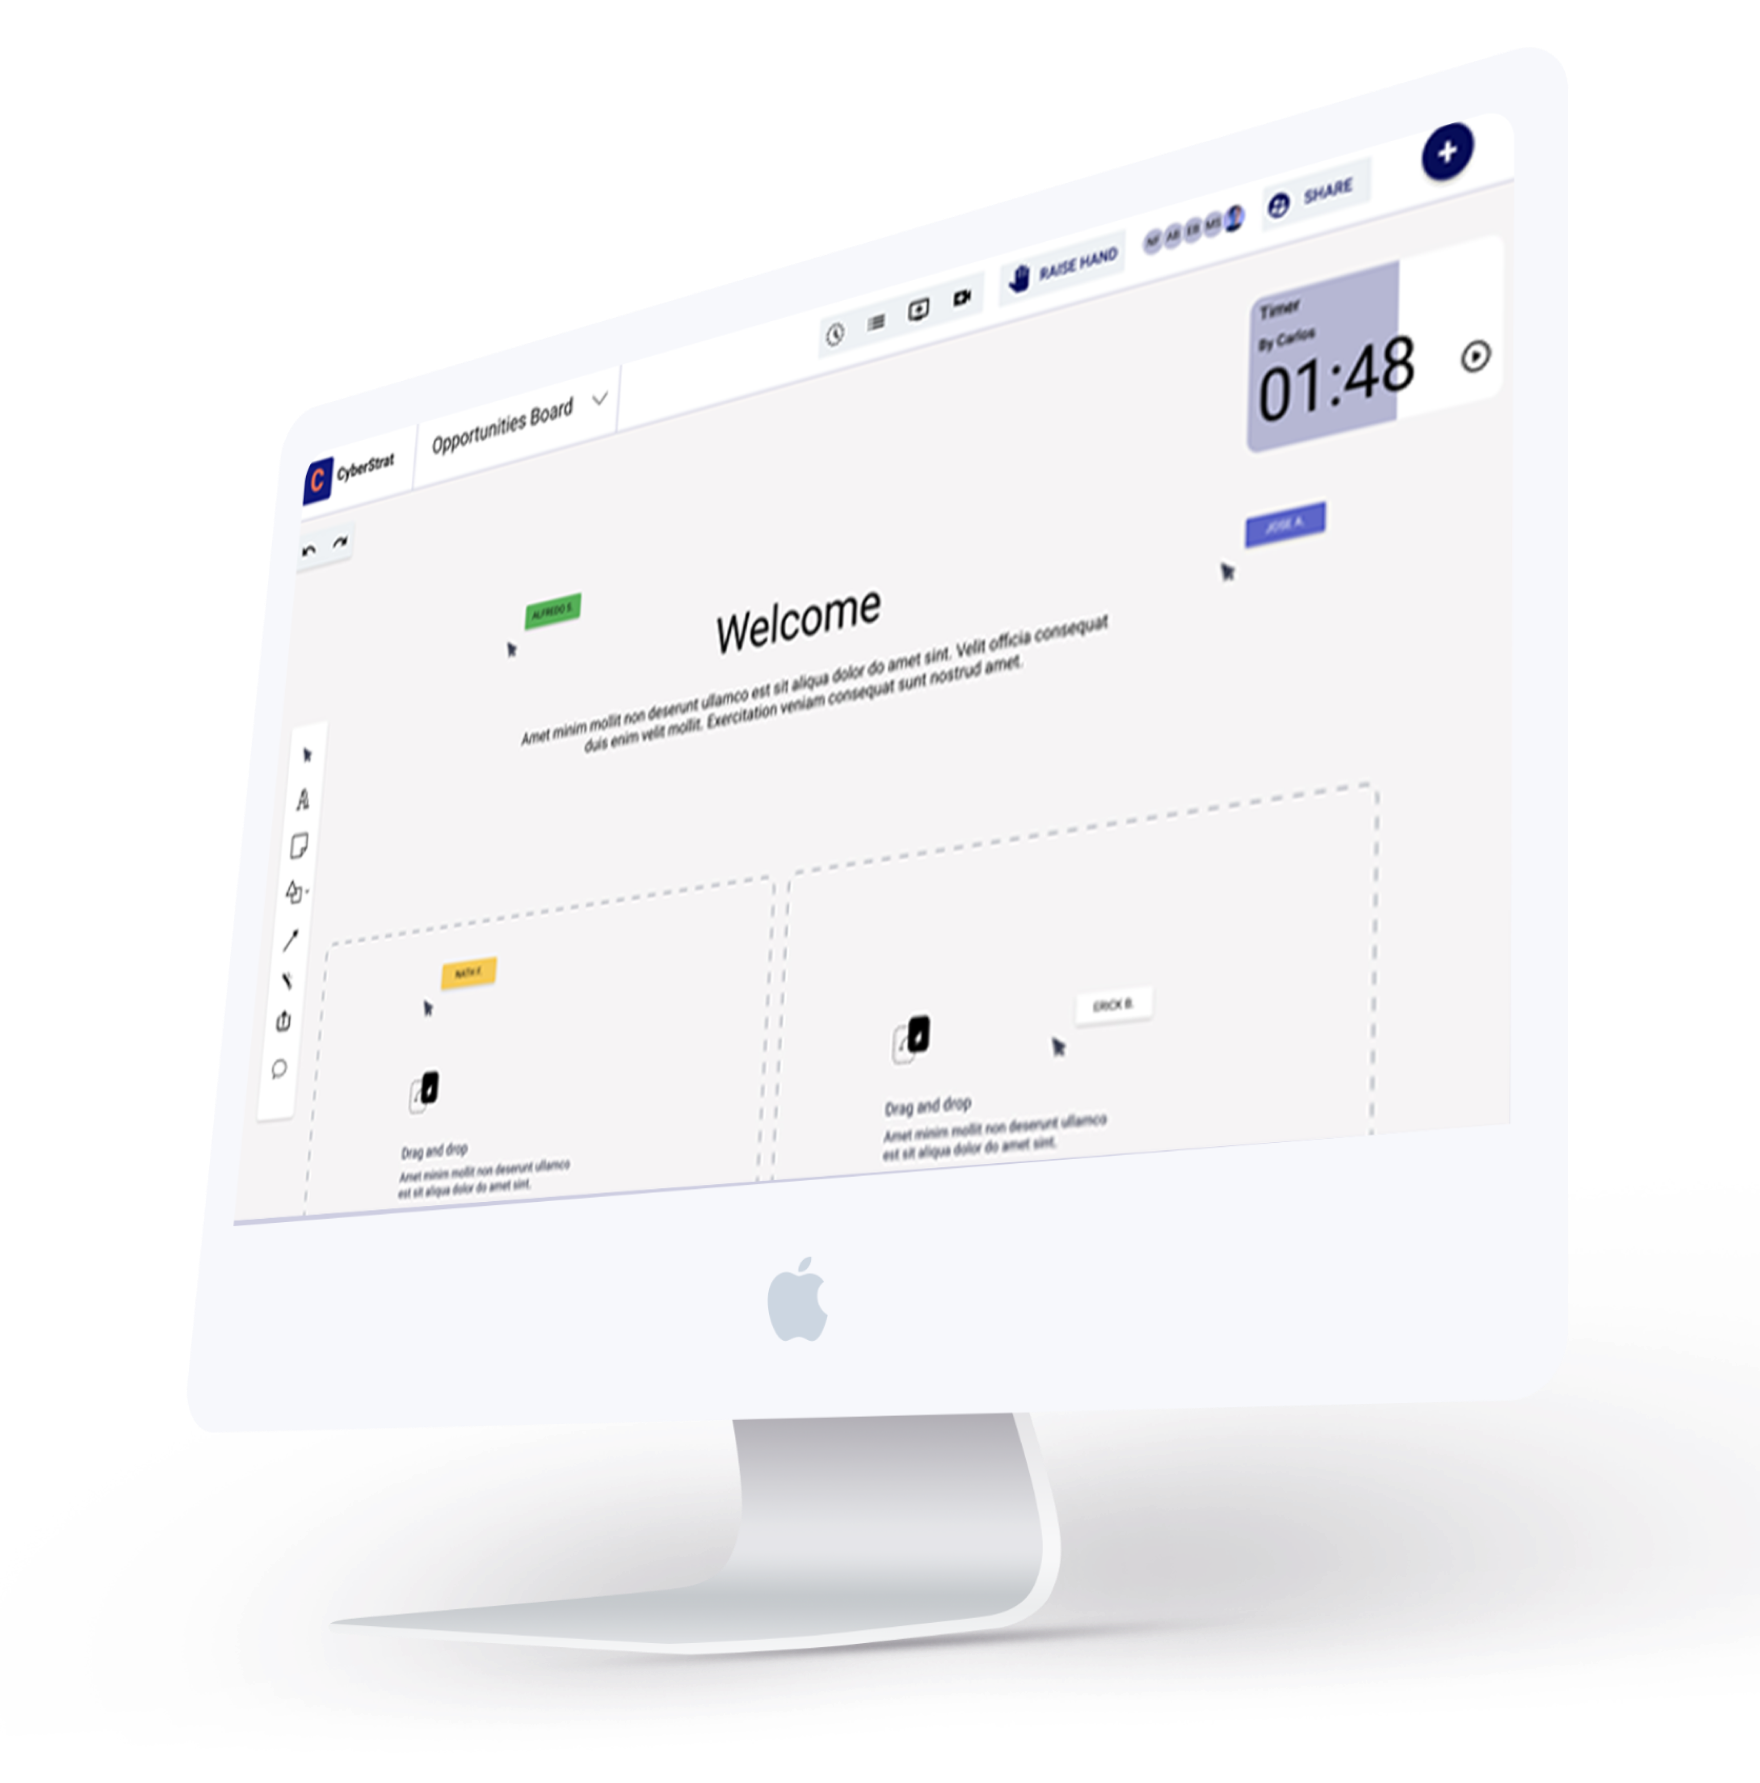 SHARE
NF AB EB MS
RAISE HAND
Timer
By Carlos
01:48
Opportunities Board
C CyberStrat
JOSE A.
ALFREDO S.
Welcome
Amet minim mollit non deserunt ullamco est sit aliqua dolor do amet sint. Velit officia consequat
duis enim velit mollit. Exercitation veniam consequat sunt nostrud amet.
A
NATH F.
ERICK B.
Drag and drop
Amet minim mollit non deserunt ullamco
est sit aliqua dolor do amet sint.
Drag and drop
Amet minim mollit non deserunt ullamco
est sit aliqua dolor do amet sint.